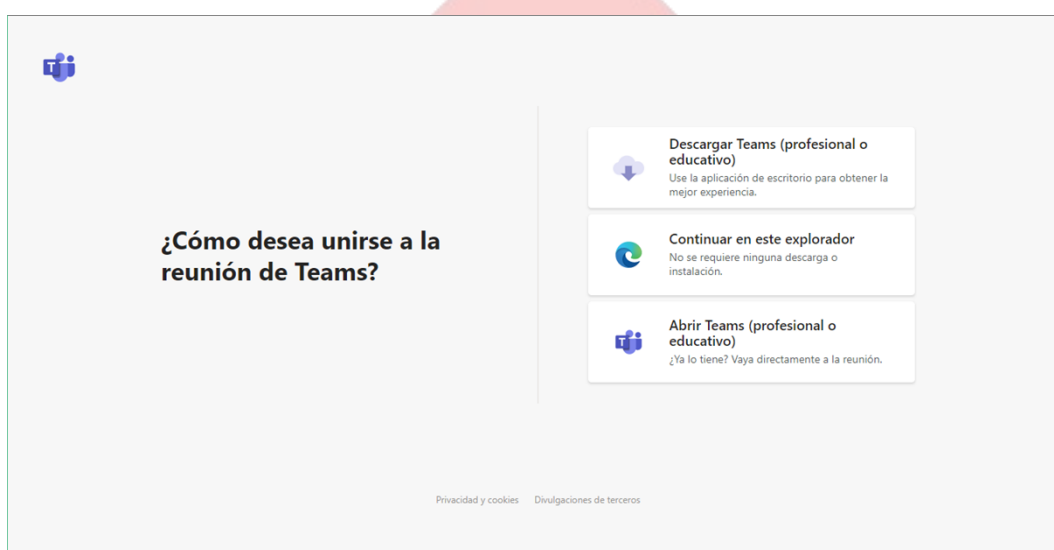 T
¿Cómo desea unirse a la
reunión de Teams?
Descargar Teams (profesional o
educativo)
Use la aplicación de escritorio para obtener la
mejor experiencia.
Continuar en este explorador
No se requiere ninguna descarga o
instalación.
T
Abrir Teams (profesional o
educativo)
¿Ya lo tiene? Vaya directamente a la reunión.
Privacidad y cookies Divulgaciones de terceros